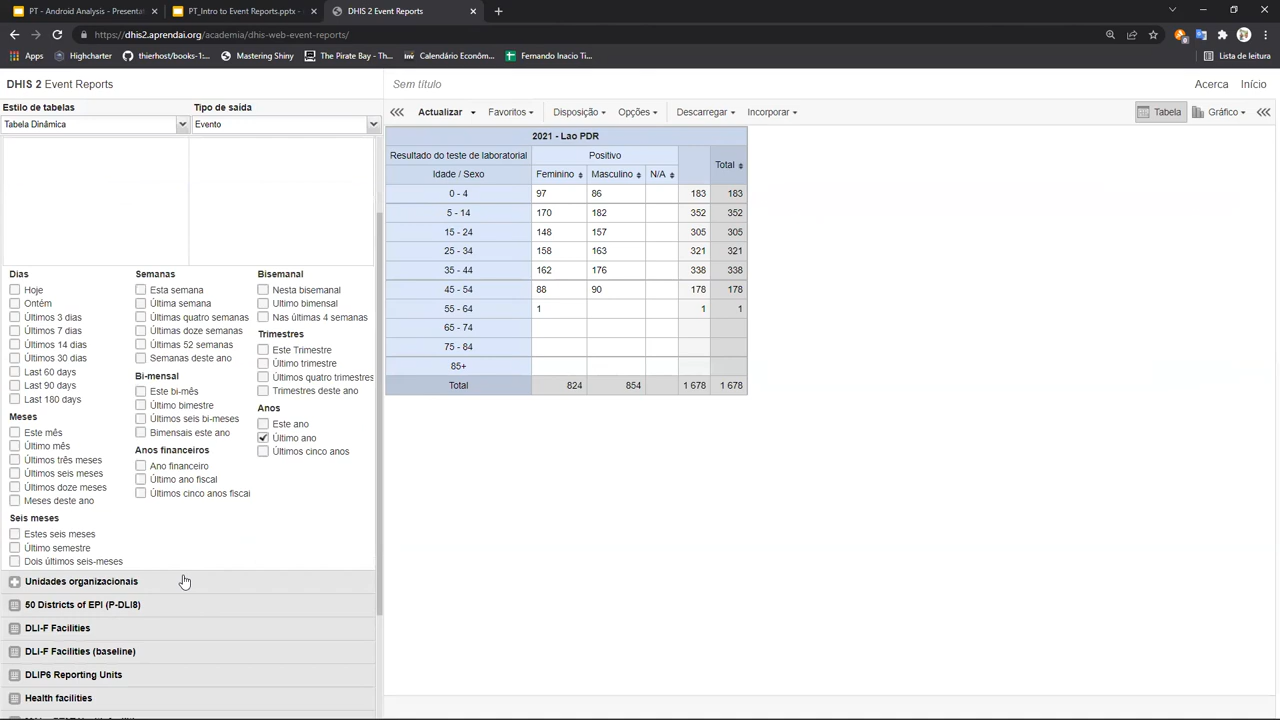 PT - Android Analysis - Presentat
PT_Intro to Event Reports.pptx -
DHIS 2 Event Reports
https://dhis2.aprendai.org/academia/dhis-web-event-reports/
Apps
Highcharter
thierhost/books-1:...
Mastering Shiny
The Pirate Bay - Th...
Calendário Econôm...
Fernando Inacio Ti...
Lista de leitura
DHIS 2 Event Reports
Sem título
Acerca
Início
Estilo de tabelas
Tipo de saída
Tabela Dinâmica
Evento
Actualizar
Favoritos
Disposição
Opções
Descarregar
Incorporar
Tabela
Gráfico
2021 - Lao PDR
Resultado do teste de laboratorial Positivo Total
Idade / Sexo Feminino Masculino N/A
0 - 4 97 86 183 183
5 - 14 170 182 352 352
15 - 24 148 157 305 305
25 - 34 158 163 321 321
35 - 44 162 176 338 338
45 - 54 88 90 178 178
55 - 64 1 1 1
65 - 74
75 - 84
85+
Total 824 854 1 678 1 678
Dias
Hoje
Ontém
Últimos 3 dias
Últimos 7 dias
Últimos 14 dias
Últimos 30 dias
Last 60 days
Last 90 days
Last 180 days
Meses
Este mês
Último mês
Últimos três meses
Últimos seis meses
Últimos doze meses
Meses deste ano
Seis meses
Estes seis meses
Último semestre
Dois últimos seis-meses
Semanas
Esta semana
Última semana
Últimas quatro semanas
Últimas doze semanas
Últimas 52 semanas
Semanas deste ano
Bi-mensal
Este bi-mês
Último bimestre
Últimos seis bi-meses
Bimensais este ano
Anos financeiros
Ano financeiro
Último ano fiscal
Últimos cinco anos fiscai
Bisemanal
Nesta bisemanal
Ultimo bimensal
Nas últimas 4 semanas
Trimestres
Este Trimestre
Último trimestre
Últimos quatro trimestres
Trimestres deste ano
Anos
Este ano
Último ano
Últimos cinco anos
Unidades organizacionais
50 Districts of EPI (P-DLI8)
DLI-F Facilities
DLI-F Facilities (baseline)
DLIP6 Reporting Units
Health facilities